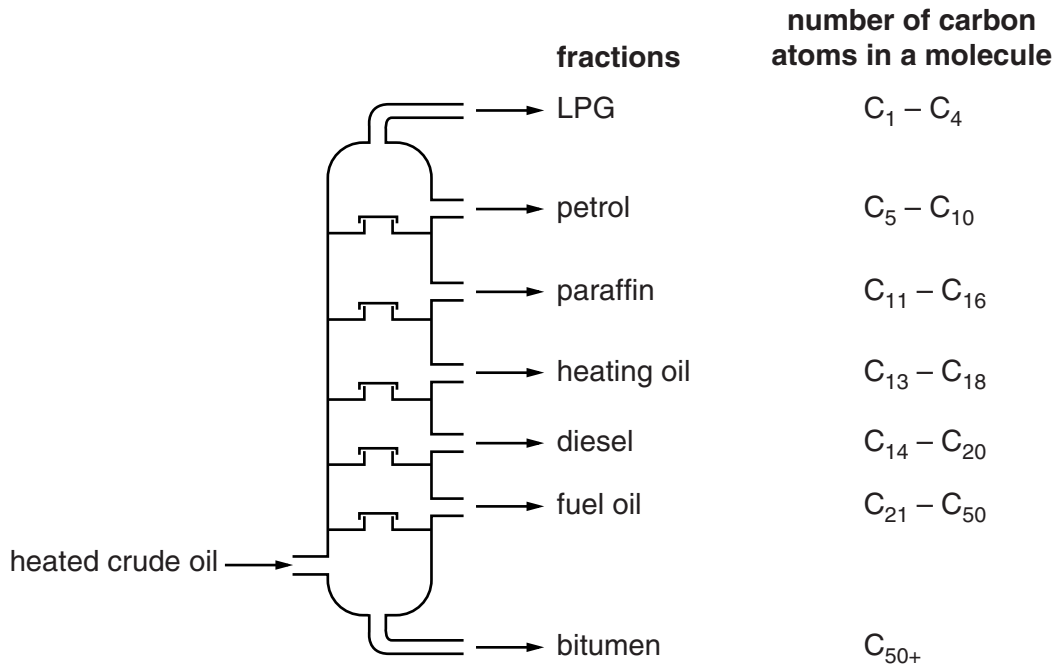 number of carbon
atoms in a molecule
fractions
LPG C₁ – C₄
petrol C₅ – C₁₀
paraffin C₁₁ – C₁₆
heating oil C₁₃ – C₁₈
diesel C₁₄ – C₂₀
fuel oil C₂₁ – C₅₀
heated crude oil
bitumen C₅₀₊